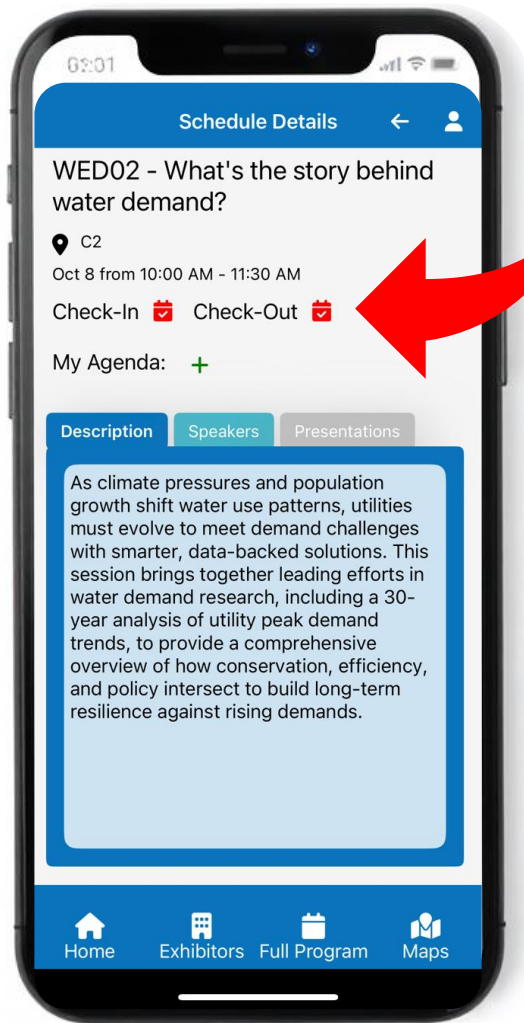 Schedule Details
WED02 - What's the story behind
water demand?
C2
Oct 8 from 10:00 AM - 11:30 AM
Check-In Check-Out
My Agenda: +
Description Speakers Presentations
As climate pressures and population
growth shift water use patterns, utilities
must evolve to meet demand challenges
with smarter, data-backed solutions. This
session brings together leading efforts in
water demand research, including a 30-
year analysis of utility peak demand
trends, to provide a comprehensive
overview of how conservation, efficiency,
and policy intersect to build long-term
resilience against rising demands.
Home Exhibitors Full Program Maps